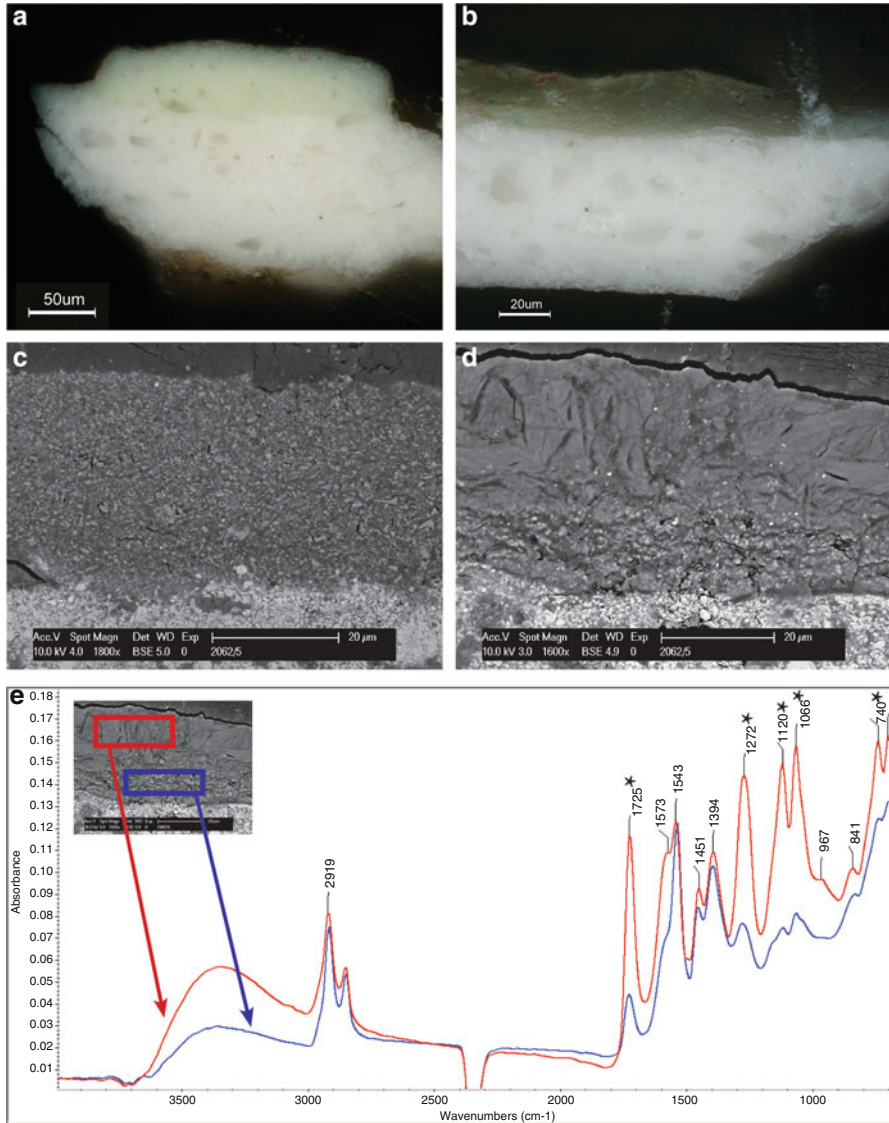 a
b
50um
20um
c
d
Acc.V Spot Magn Det WD Exp 20 µm
10.0 kV 4.0 1800x BSE 5.0 0 2062/5
Acc.V Spot Magn Det WD Exp 20 µm
10.0 kV 3.0 1600x BSE 4.9 0 2062/5
e
0.18
0.17
0.16
0.15
0.14
0.13
0.12
0.11
0.10
0.09
0.08
0.07
0.06
0.05
0.04
0.03
0.02
0.01
Absorbance
2919
1725*
1573
1543
1451
1394
1272*
1120*
1066*
967
841
740*
3500 3000 2500 2000 1500 1000
Wavenumbers (cm-1)